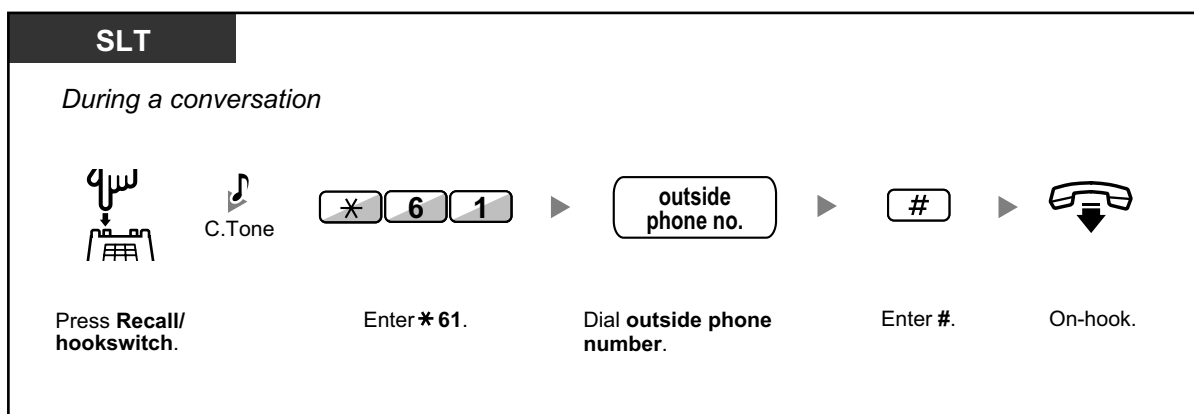 SLT
During a conversation
C.Tone
* 6 1
outside
phone no.
#
Press Recall/
hookswitch.
Enter * 61.
Dial outside phone
number.
Enter #.
On-hook.